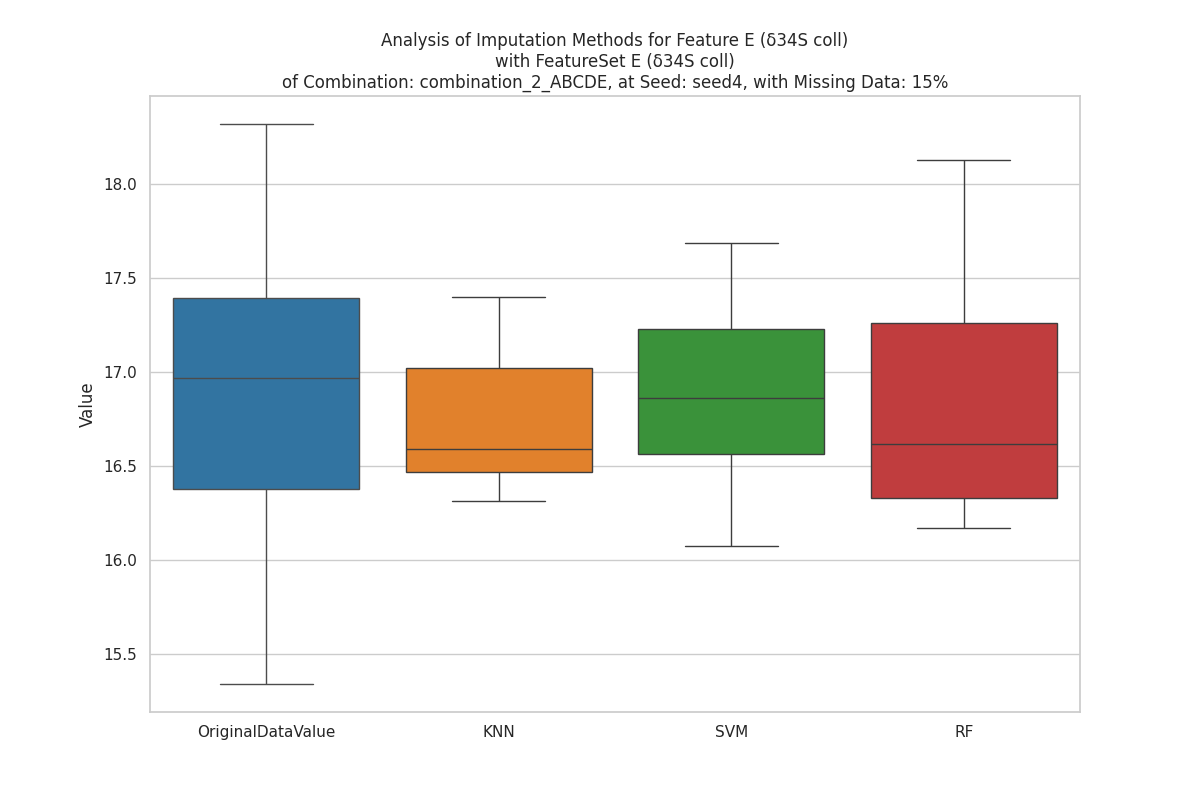 Analysis of Imputation Methods for Feature E (δ34S coll)
with FeatureSet E (δ34S coll)
of Combination: combination_2_ABCDE, at Seed: seed4, with Missing Data: 15%
18.0
17.5
17.0
16.5
16.0
15.5
Value
OriginalDataValue
KNN
SVM
RF